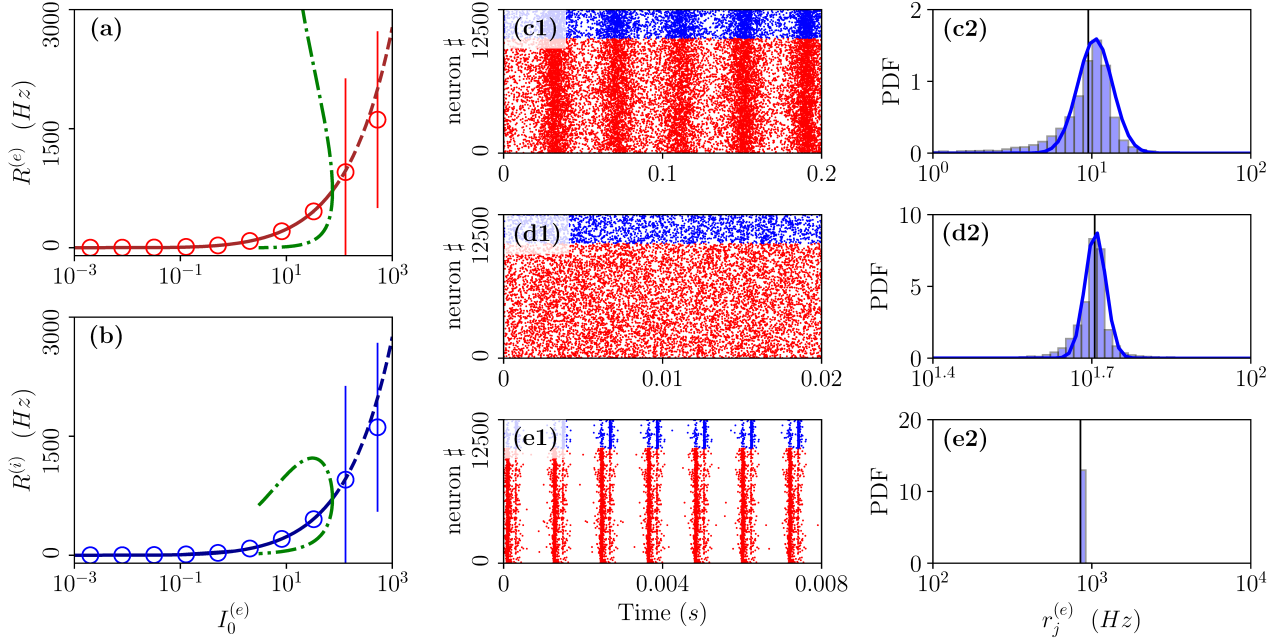 (a)
3000
1500
0
R^{(e)} (Hz)
10^{-3}
10^{-1}
10^{1}
10^{3}
(b)
3000
1500
0
R^{(i)} (Hz)
10^{-3}
10^{-1}
10^{1}
10^{3}
I_0^{(e)}
(c1)
12500
0
neuron ♯
0
0.1
0.2
(d1)
12500
0
neuron ♯
0
0.01
0.02
(e1)
12500
0
neuron ♯
0
0.004
0.008
Time (s)
(c2)
2
1
0
PDF
10^{0}
10^{1}
10^{2}
(d2)
10
5
0
PDF
10^{1.4}
10^{1.7}
10^{2}
(e2)
20
10
0
PDF
10^{2}
10^{3}
10^{4}
r_j^{(e)} (Hz)